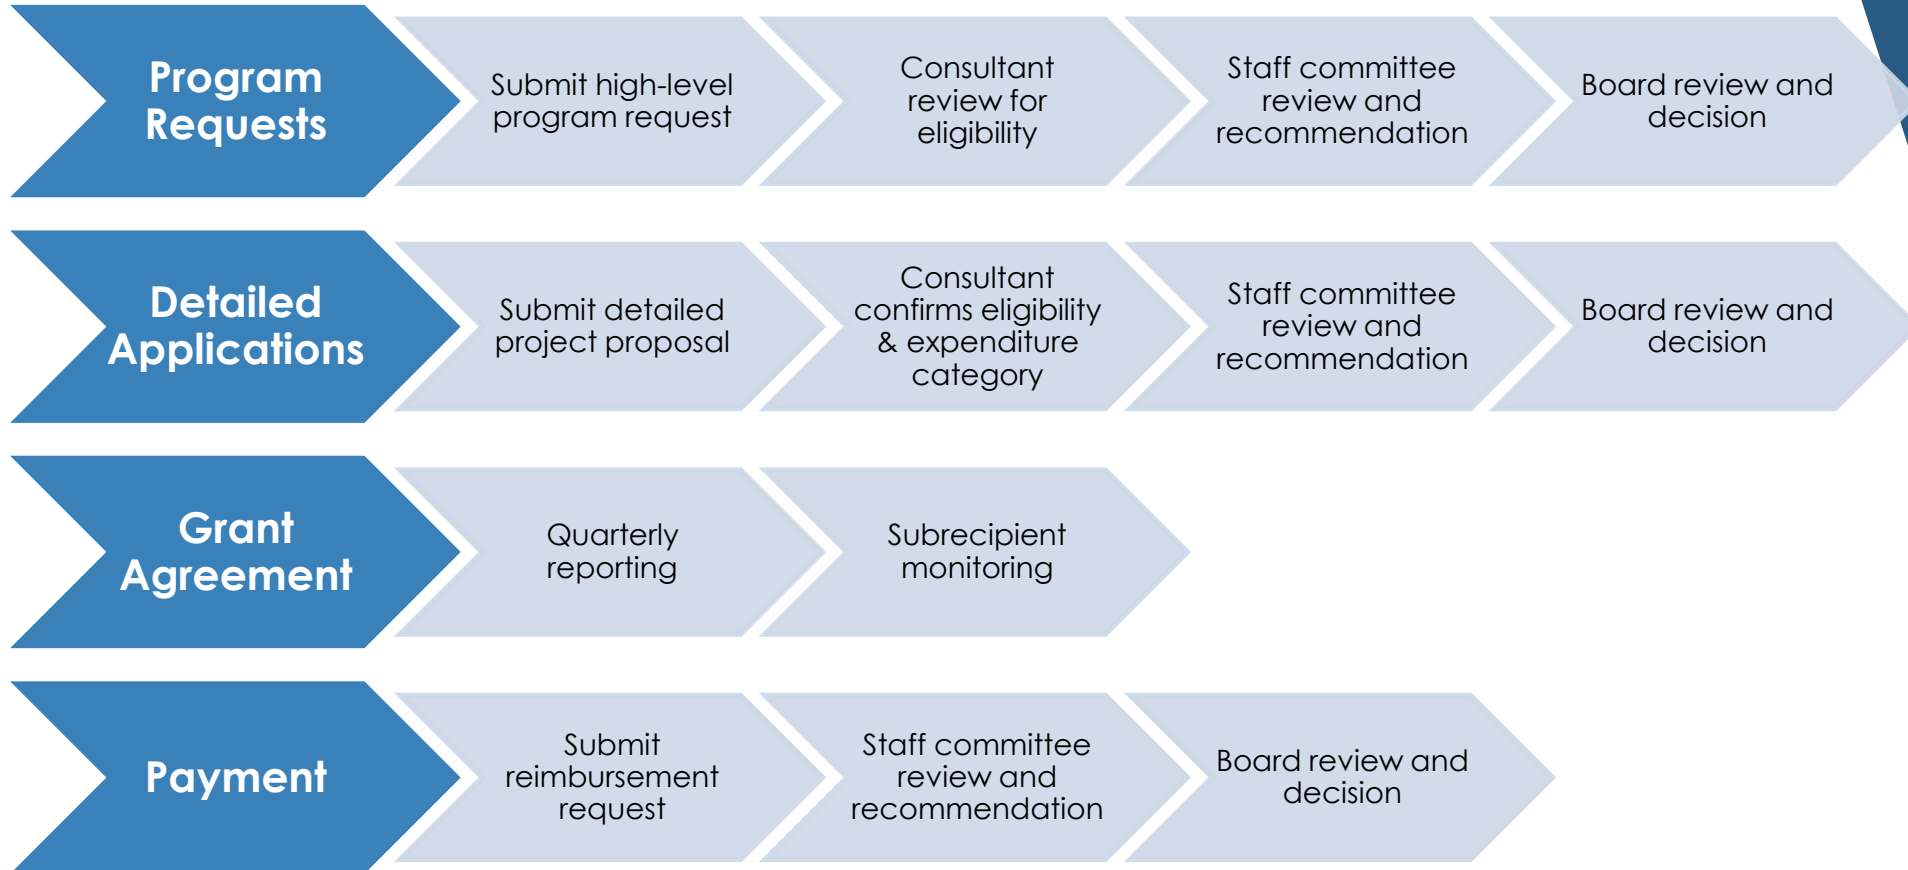 Program
Requests
Submit high-level
program request
Consultant
review for
eligibility
Staff committee
review and
recommendation
Board review and
decision
Detailed
Applications
Submit detailed
project proposal
Consultant
confirms eligibility
& expenditure
category
Staff committee
review and
recommendation
Board review and
decision
Grant
Agreement
Quarterly
reporting
Subrecipient
monitoring
Payment
Submit
reimbursement
request
Staff committee
review and
recommendation
Board review and
decision